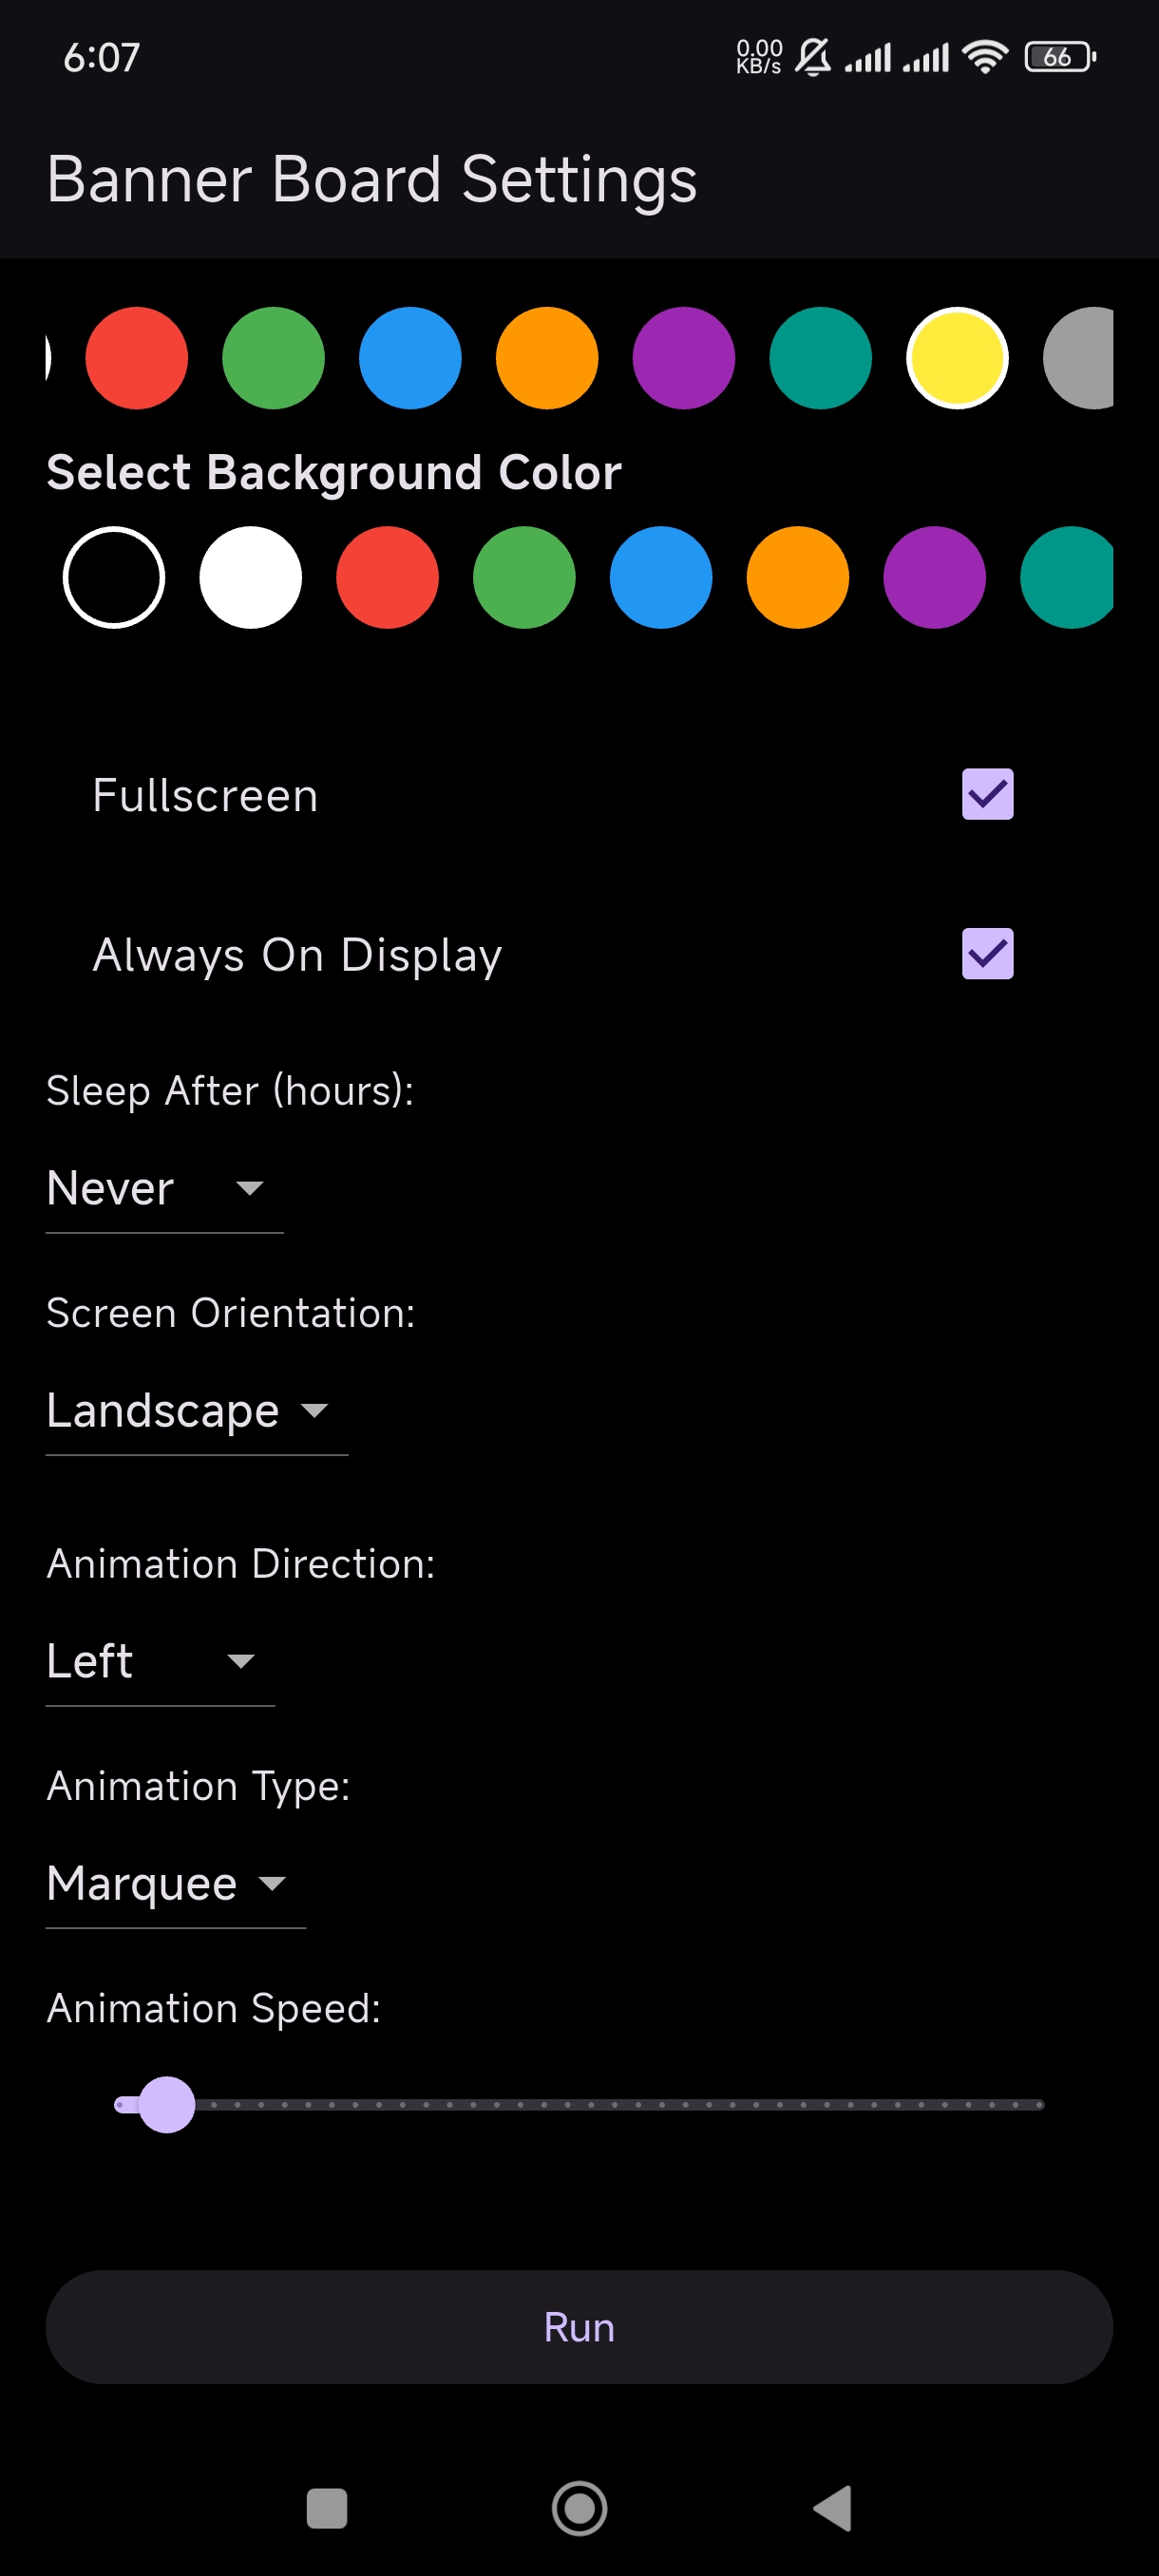 6:07
0.00
KB/s
66
Banner Board Settings
Select Background Color
Fullscreen
Always On Display
Sleep After (hours):
Never
Screen Orientation:
Landscape
Animation Direction:
Left
Animation Type:
Marquee
Animation Speed:
Run